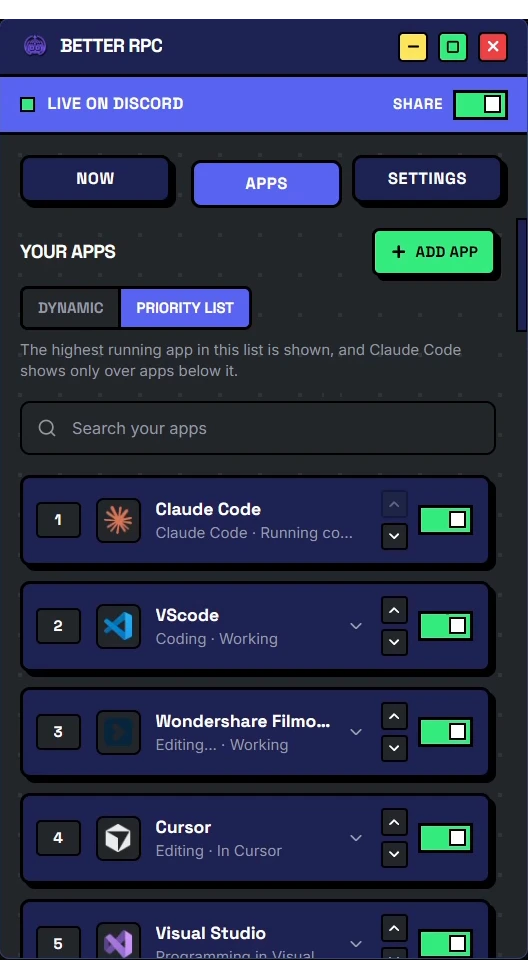 BETTER RPC
LIVE ON DISCORD
SHARE
NOW
APPS
SETTINGS
YOUR APPS
+ ADD APP
DYNAMIC
PRIORITY LIST
The highest running app in this list is shown, and Claude Code
shows only over apps below it.
Search your apps
1
Claude Code
Claude Code · Running co...
2
VScode
Coding · Working
3
Wondershare Filmo...
Editing... · Working
4
Cursor
Editing · In Cursor
5
Visual Studio
Programming in Visual